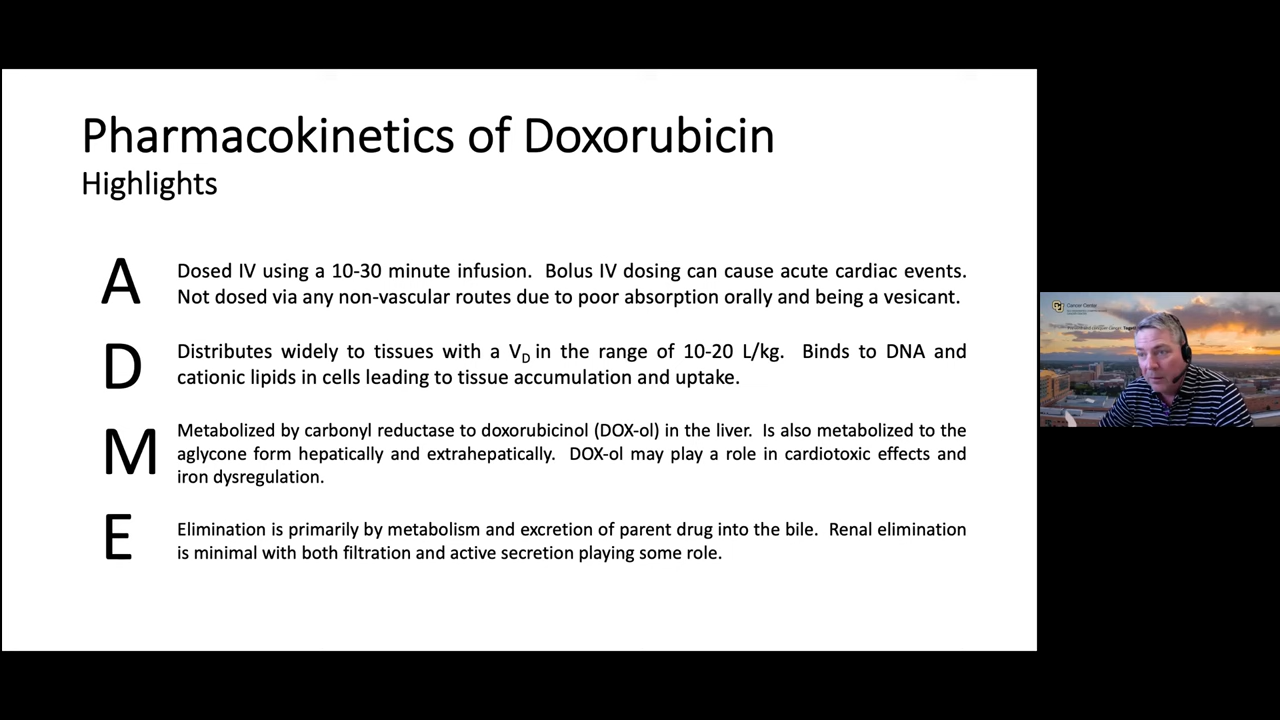 Pharmacokinetics of Doxorubicin
Highlights
A
Dosed IV using a 10-30 minute infusion. Bolus IV dosing can cause acute cardiac events.
Not dosed via any non-vascular routes due to poor absorption orally and being a vesicant.
D
Distributes widely to tissues with a VD in the range of 10-20 L/kg. Binds to DNA and
cationic lipids in cells leading to tissue accumulation and uptake.
M
Metabolized by carbonyl reductase to doxorubicinol (DOX-ol) in the liver. Is also metabolized to the
aglycone form hepatically and extrahepatically. DOX-ol may play a role in cardiotoxic effects and
iron dysregulation.
E
Elimination is primarily by metabolism and excretion of parent drug into the bile. Renal elimination
is minimal with both filtration and active secretion playing some role.
Cancer Center